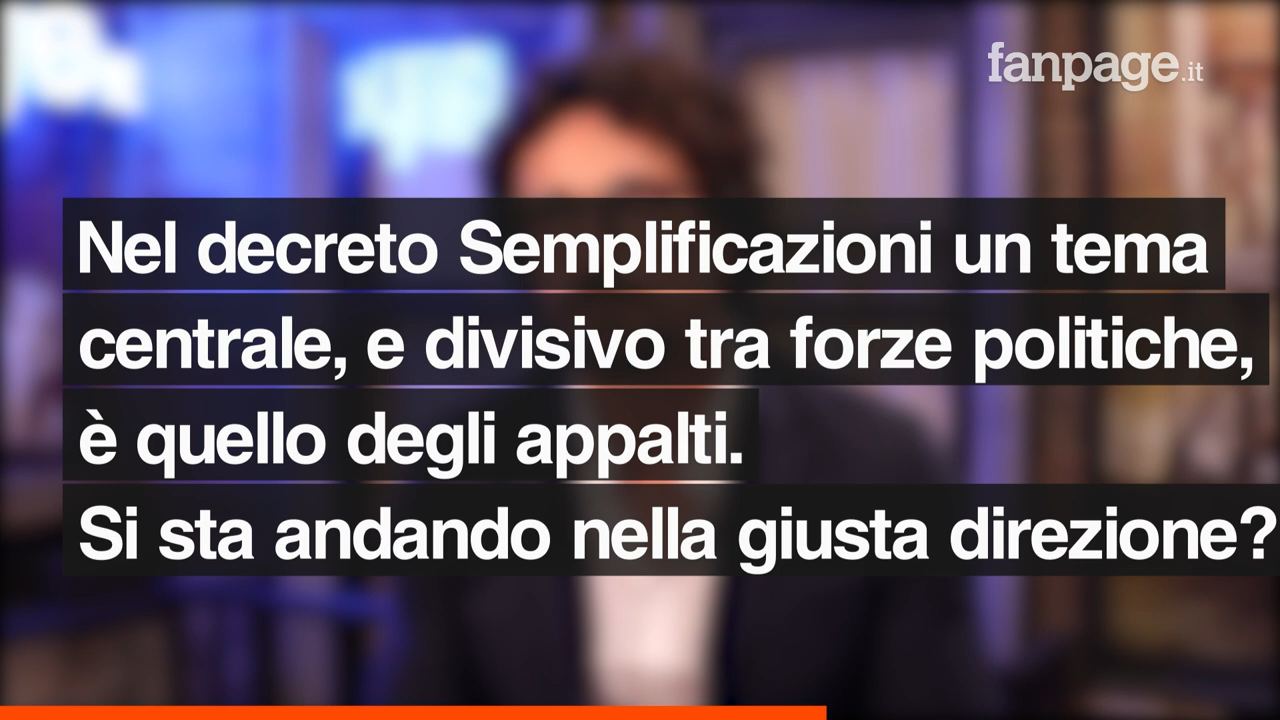 fanpage.it
Nel decreto Semplificazioni un tema
centrale, e divisivo tra forze politiche,
è quello degli appalti.
Si sta andando nella giusta direzione?